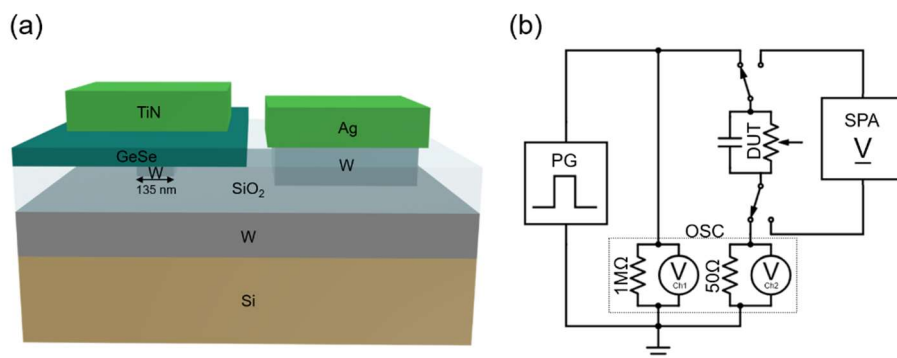 (a)
TiN
Ag
GeSe
W
W
135 nm
SiO₂
W
Si
(b)
PG
DUT
SPA
V
OSC
1MΩ
V
Ch1
50Ω
V
Ch2